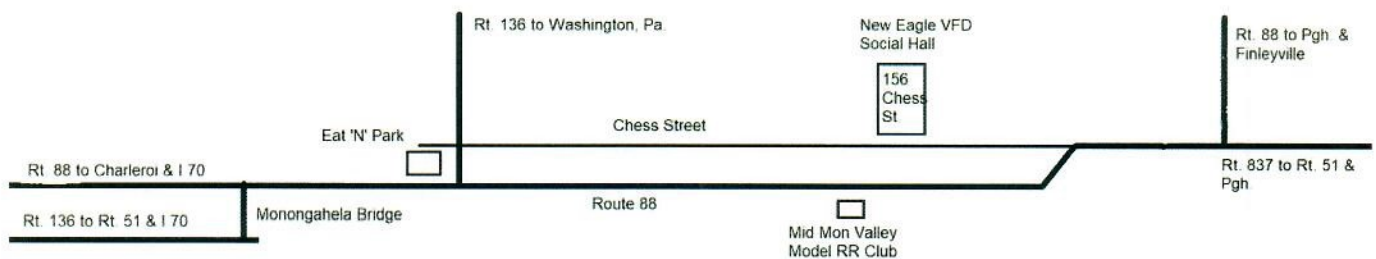 Rt. 136 to Washington, Pa.
New Eagle VFD
Social Hall
Rt. 88 to Pgh. &
Finleyville
156
Chess
St
Eat 'N' Park
Chess Street
Rt. 88 to Charleroi & I 70
Rt. 837 to Rt. 51 &
Pgh
Rt. 136 to Rt. 51 & I 70
Monongahela Bridge
Route 88
Mid Mon Valley
Model RR Club